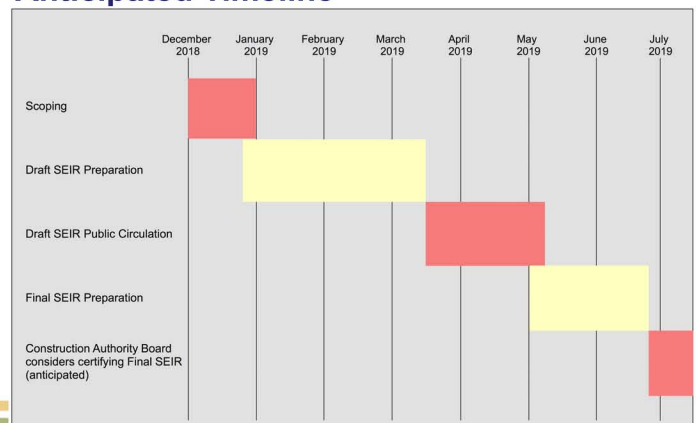 Anticipated Timeline
December January February March April May June July
2018 2019 2019 2019 2019 2019 2019 2019
Scoping
Draft SEIR Preparation
Draft SEIR Public Circulation
Final SEIR Preparation
Construction Authority Board
considers certifying Final SEIR
(anticipated)